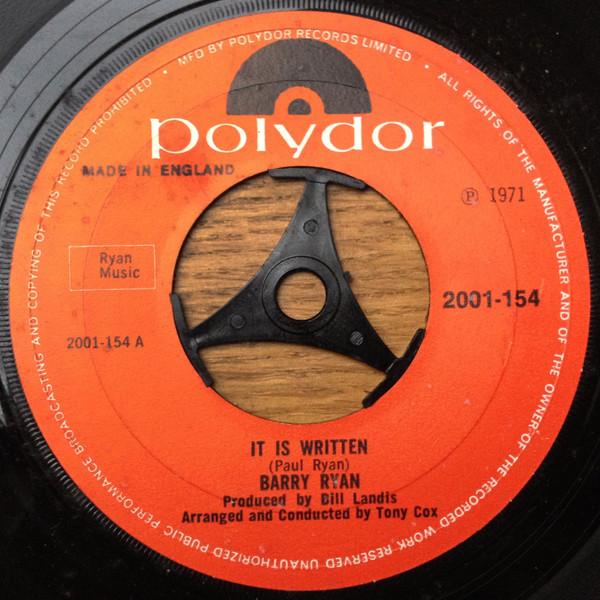 MFD BY POLYDOR RECORDS LIMITED • ALL RIGHTS OF THE MANUFACTURER AND OF THE OWNER OF THE RECORDED WORK RESERVED UNAUTHORIZED PUBLIC PERFORMANCE BROADCASTING AND COPYING OF THIS RECORD PROHIBITED •
polydor
MADE IN ENGLAND
℗ 1971
Ryan
Music
2001-154
2001-154 A
IT IS WRITTEN
(Paul Ryan)
BARRY RYAN
Produced by Bill Landis
Arranged and Conducted by Tony Cox